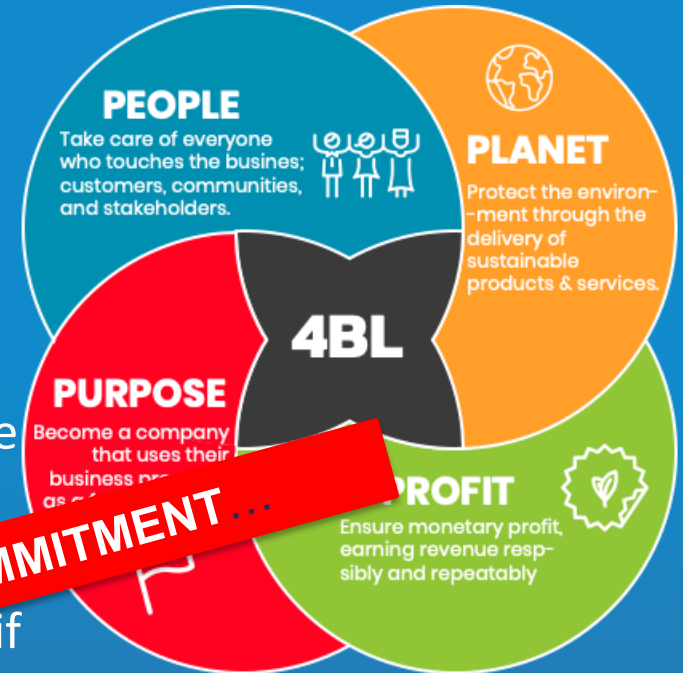 PEOPLE
Take care of everyone
who touches the busines;
customers, communities,
and stakeholders.
PLANET
Protect the environ-
-ment through the
delivery of
sustainable
products & services.
4BL
PURPOSE
Become a company
that uses their
business
as a
MMITMENT...
if
PROFIT
Ensure monetary profit,
earning revenue resp-
sibly and repeatably